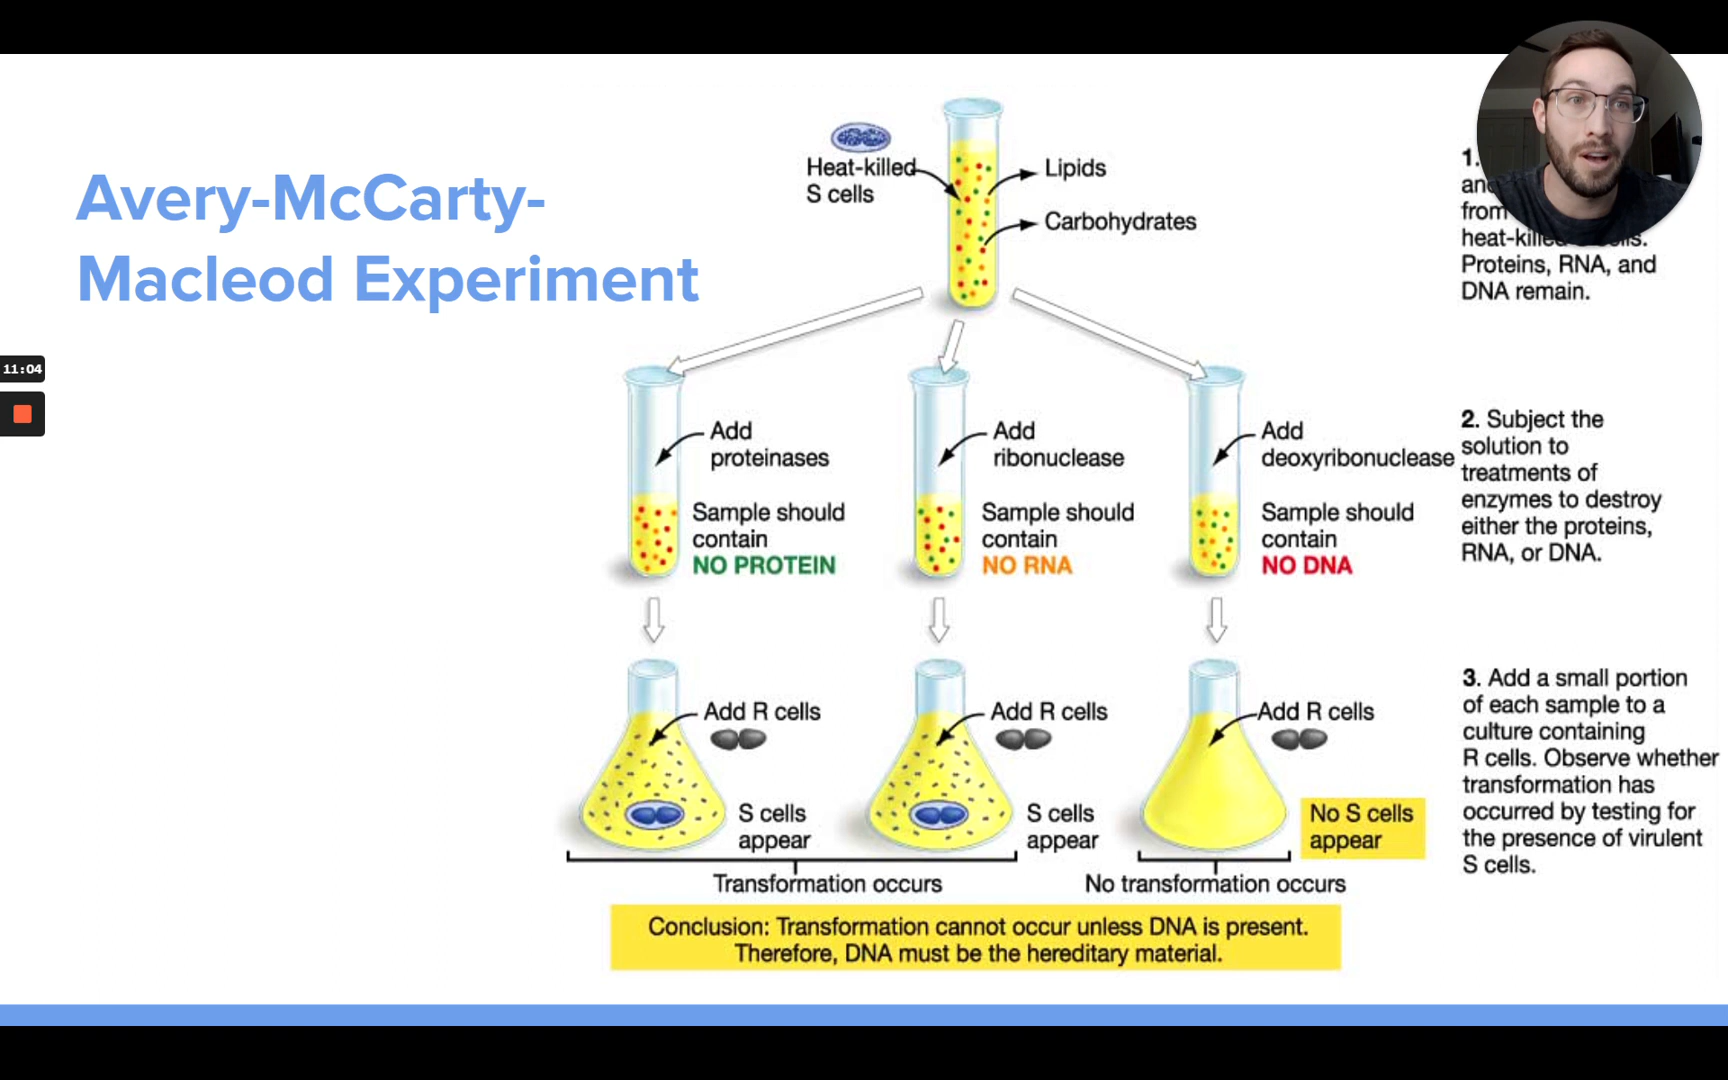 Avery-McCarty-
Macleod Experiment
11:04
Heat-killed
S cells
Lipids
Carbohydrates
1.
from
heat-killed
Proteins, RNA, and
DNA remain.
Add
proteinases
Sample should
contain
NO PROTEIN
Add
ribonuclease
Sample should
contain
NO RNA
Add
deoxyribonuclease
Sample should
contain
NO DNA
2. Subject the
solution to
treatments of
enzymes to destroy
either the proteins,
RNA, or DNA.
Add R cells
S cells
appear
Add R cells
S cells
appear
Add R cells
No S cells
appear
Transformation occurs
No transformation occurs
3. Add a small portion
of each sample to a
culture containing
R cells. Observe whether
transformation has
occurred by testing for
the presence of virulent
S cells.
Conclusion: Transformation cannot occur unless DNA is present.
Therefore, DNA must be the hereditary material.